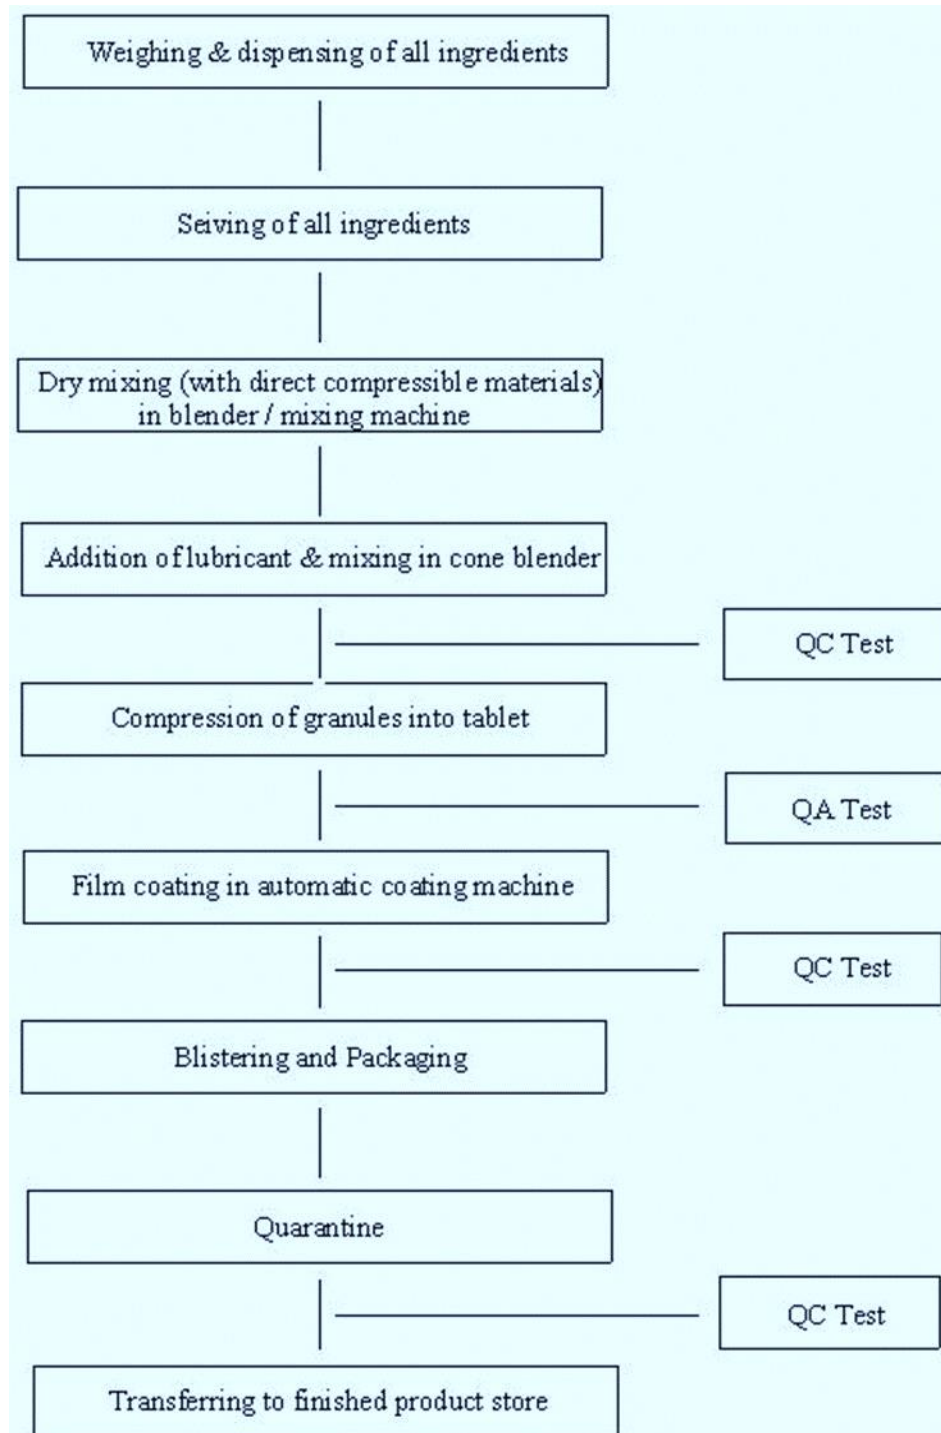 Weighing & dispensing of all ingredients
Seiving of all ingredients
Dry mixing (with direct compressible materials)
in blender / mixing machine
Addition of lubricant & mixing in cone blender
QC Test
Compression of granules into tablet
QA Test
Film coating in automatic coating machine
QC Test
Blistering and Packaging
Quarantine
QC Test
Transferring to finished product store